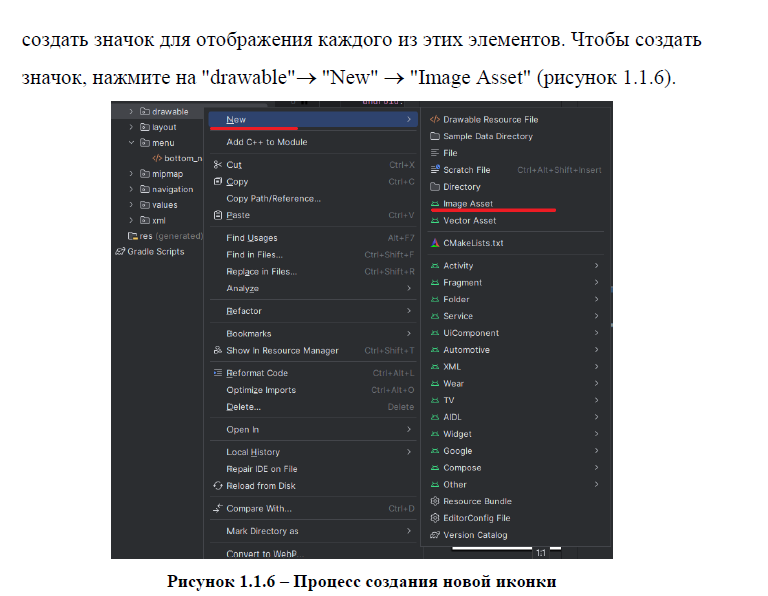 создать значок для отображения каждого из этих элементов. Чтобы создать
значок, нажмите на "drawable"→ "New" → "Image Asset" (рисунок 1.1.6).
drawable
layout
menu
bottom_n
mipmap
navigation
values
xml
res (generated)
Gradle Scripts
New
Add C++ to Module
Cut Ctrl+X
Copy Ctrl+C
Copy Path/Reference...
Paste Ctrl+V
Find Usages Alt+F7
Find in Files... Ctrl+Shift+F
Replace in Files... Ctrl+Shift+R
Analyze
Refactor
Bookmarks
Show In Resource Manager Ctrl+Shift+T
Reformat Code Ctrl+Alt+L
Optimize Imports Ctrl+Alt+O
Delete... Delete
Open In
Local History
Repair IDE on File
Reload from Disk
Compare With... Ctrl+D
Mark Directory as
Convert to WebP...
Drawable Resource File
Sample Data Directory
File
Scratch File Ctrl+Alt+Shift+Insert
Directory
Image Asset
Vector Asset
CMakeLists.txt
Activity
Fragment
Folder
Service
UiComponent
Automotive
XML
Wear
TV
AIDL
Widget
Google
Compose
Other
Resource Bundle
EditorConfig File
Version Catalog
1:1
Рисунок 1.1.6 – Процесс создания новой иконки